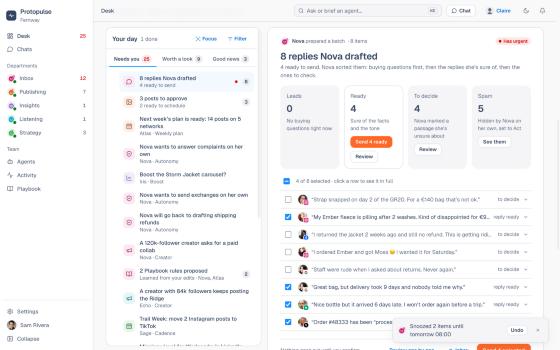 Protopulse
Fernway
Desk 25
Chats
Departments
Inbox 12
Publishing 7
Insights 1
Listening 1
Strategy 3
Team
Agents
Activity
Playbook
Settings
Sam Rivera
Collapse
Desk
Ask or brief an agent...
Chat
Claire
Your day 1 done
Focus
Filter
Needs you 25
Worth a look 9
Good news 3
8 replies Nova drafted
4 ready to send
8
3 posts to approve
2 ready to schedule
3
Next week's plan is ready: 14 posts on 5 networks
Atlas · Weekly plan
Nova wants to answer complaints on her own
Nova · Autonomy
Boost the Storm Jacket carousel?
Iris · Boost
Nova wants to send exchanges on her own
Nova · Autonomy
Nova will go back to drafting shipping refunds
Nova · Autonomy
A 120k-follower creator asks for a paid collab
Nova · Creator
2 Playbook rules proposed
Learned from your edits · Nova, Atlas
2
A creator with 84k followers keeps posting the Ridge
Echo · Creator
Trail Week: move 2 Instagram posts to TikTok
Sage · Cadence
Nova prepared a batch · 8 items
Has urgent
8 replies Nova drafted
4 ready to send. Nova sorted them: buying questions first, then the replies she's sure of, then the ones to check.
Leads
0
No buying questions right now
Ready
4
Sure of the facts and the tone
Send 4 ready
Review
To decide
4
Nova marked a passage she's unsure about
Review
Spam
5
Hidden by Nova on her own, set to Act
See them
4 of 8 selected · click a row to see it in full
"Strap snapped on day 2 of the GR20. For a €140 bag that's not ok."
to decide
"My Ember fleece is pilling after 2 washes. Kind of disappointed for €9...
reply ready
"I returned the Jacket 2 weeks ago and still no refund. This is getting ridi...
to decide
"I ordered Ember and got Moss 😕 I wanted it for Saturday."
to decide
"Staff were rude when I asked about returns. Never again."
to decide
"Great bag, but delivery took 9 days and nobody told me why."
reply ready
"Nice bottle but it arrived 6 days late. I won't order again before a trip."
reply ready
"Order #48333 has been "proces
Snoozed 2 items until tomorrow 08:00
Undo